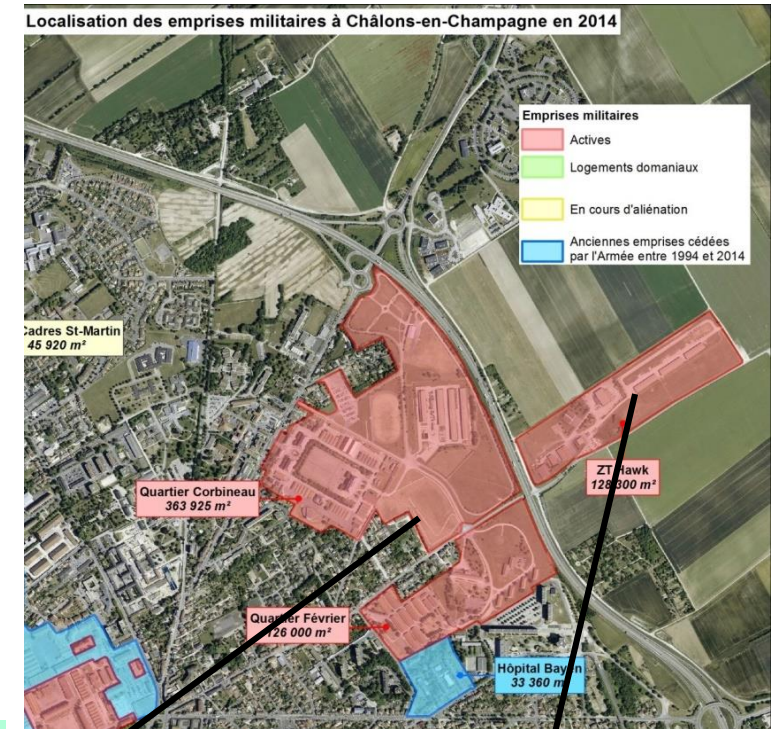 Localisation des emprises militaires à Châlons-en-Champagne en 2014
Emprises militaires
Actives
Logements domaniaux
En cours d'aliénation
Anciennes emprises cédées
par l'Armée entre 1994 et 2014
Cadres St-Martin
45 920 m²
ZT Hawk
128 300 m²
Quartier Corbineau
363 925 m²
Quartier Février
126 000 m²
Hôpital Bayen
33 360 m²